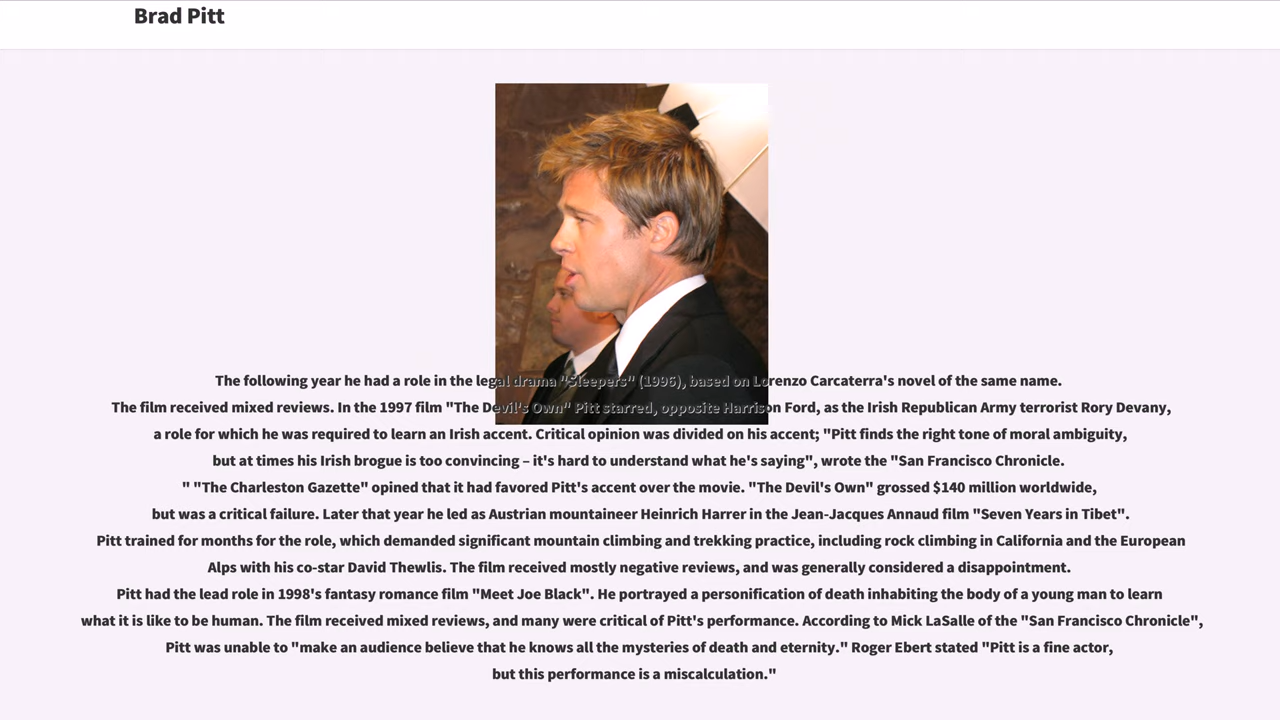 Brad Pitt
The following year he had a role in the legal drama "Sleepers" (1996), based on Lorenzo Carcaterra's novel of the same name.
The film received mixed reviews. In the 1997 film "The Devil's Own" Pitt starred, opposite Harrison Ford, as the Irish Republican Army terrorist Rory Devany,
a role for which he was required to learn an Irish accent. Critical opinion was divided on his accent; "Pitt finds the right tone of moral ambiguity,
but at times his Irish brogue is too convincing – it's hard to understand what he's saying", wrote the "San Francisco Chronicle.
" "The Charleston Gazette" opined that it had favored Pitt's accent over the movie. "The Devil's Own" grossed $140 million worldwide,
but was a critical failure. Later that year he led as Austrian mountaineer Heinrich Harrer in the Jean-Jacques Annaud film "Seven Years in Tibet".
Pitt trained for months for the role, which demanded significant mountain climbing and trekking practice, including rock climbing in California and the European
Alps with his co-star David Thewlis. The film received mostly negative reviews, and was generally considered a disappointment.
Pitt had the lead role in 1998's fantasy romance film "Meet Joe Black". He portrayed a personification of death inhabiting the body of a young man to learn
what it is like to be human. The film received mixed reviews, and many were critical of Pitt's performance. According to Mick LaSalle of the "San Francisco Chronicle",
Pitt was unable to "make an audience believe that he knows all the mysteries of death and eternity." Roger Ebert stated "Pitt is a fine actor,
but this performance is a miscalculation."